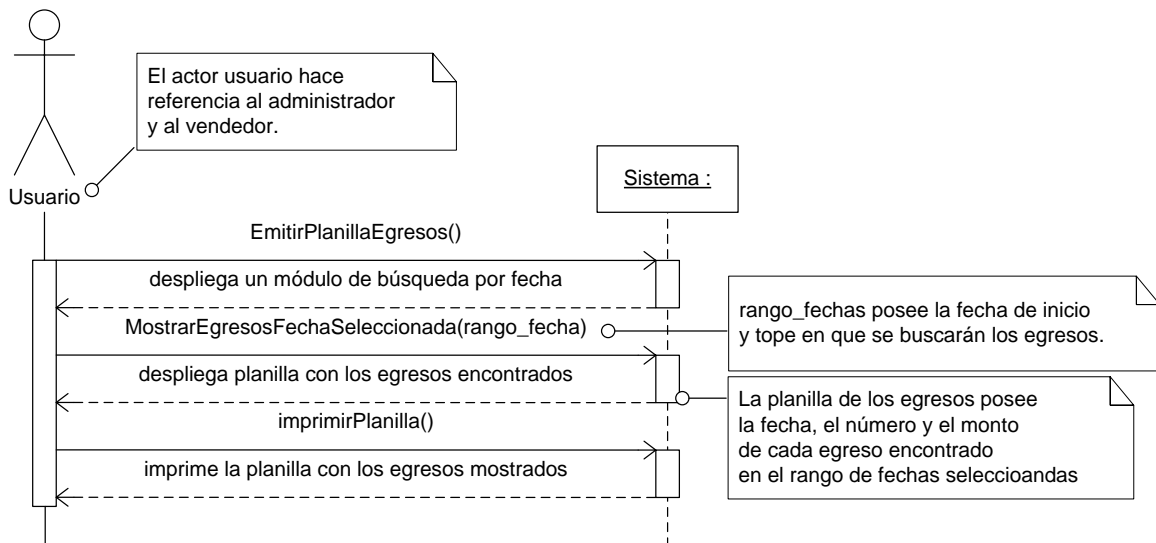 El actor usuario hace
referencia al administrador
y al vendedor.
Usuario
Sistema :
EmitirPlanillaEgresos()
despliega un módulo de búsqueda por fecha
MostrarEgresosFechaSeleccionada(rango_fecha)
rango_fechas posee la fecha de inicio
y tope en que se buscarán los egresos.
despliega planilla con los egresos encontrados
imprimirPlanilla()
La planilla de los egresos posee
la fecha, el número y el monto
de cada egreso encontrado
en el rango de fechas seleccioandas
imprime la planilla con los egresos mostrados